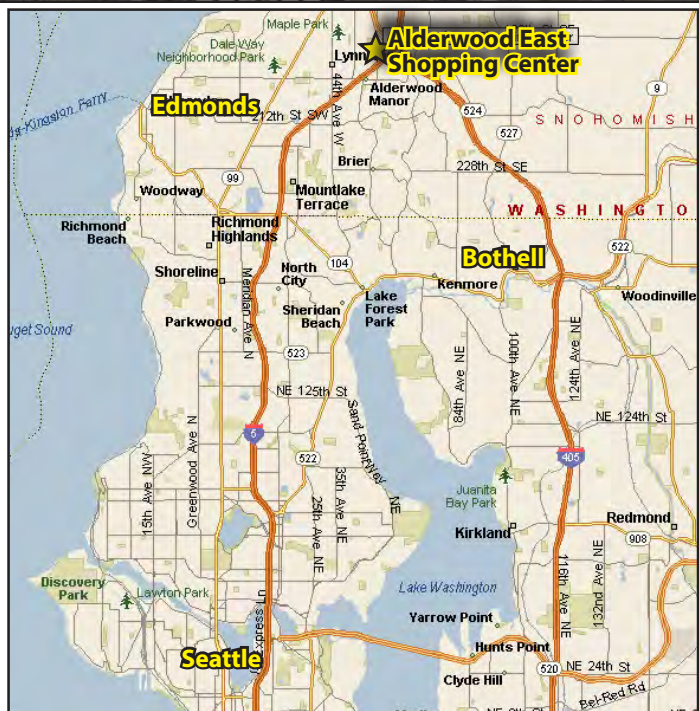 Maple Park
Alderwood East
Shopping Center
Lynn
Dale Way
Neighborhood Park
44th Ave W
Alderwood
Manor
9
Edmonds
212th St SW
524
527
SNOHOMISH
-Kingston Ferry
Brier
228th St SE
99
Mountlake
Terrace
Woodway
WASHINGTO
Richmond
Beach
Richmond
Highlands
522
Bothell
104
Shoreline
North
City
Kenmore
Woodinville
Lake
Forest
Park
Meridian Ave N
Sheridan
Beach
uget Sound
Parkwood
523
84th Ave NE
100th Ave NE
124th Ave NE
NE 125th St
Sand Point Way NE
NE 124th St
Greenwood Ave N
5
15th Ave NW
522
35th Ave NE
25th Ave NE
405
Juanita
Bay Park
Kirkland
Redmond
908
116th Ave NE
132nd Ave NE
Discovery
Park
Lawton Park
Lake Washington
Express Ln
Yarrow Point
Seattle
Hunts Point
520
NE 24th St
Clyde Hill
Bel-Red Rd